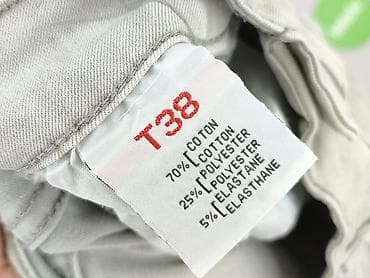 T38
70% [ COTON
COTTON
25% [ POLYESTER
POLYESTER
5% [ ELASTANE
ELASTHANE